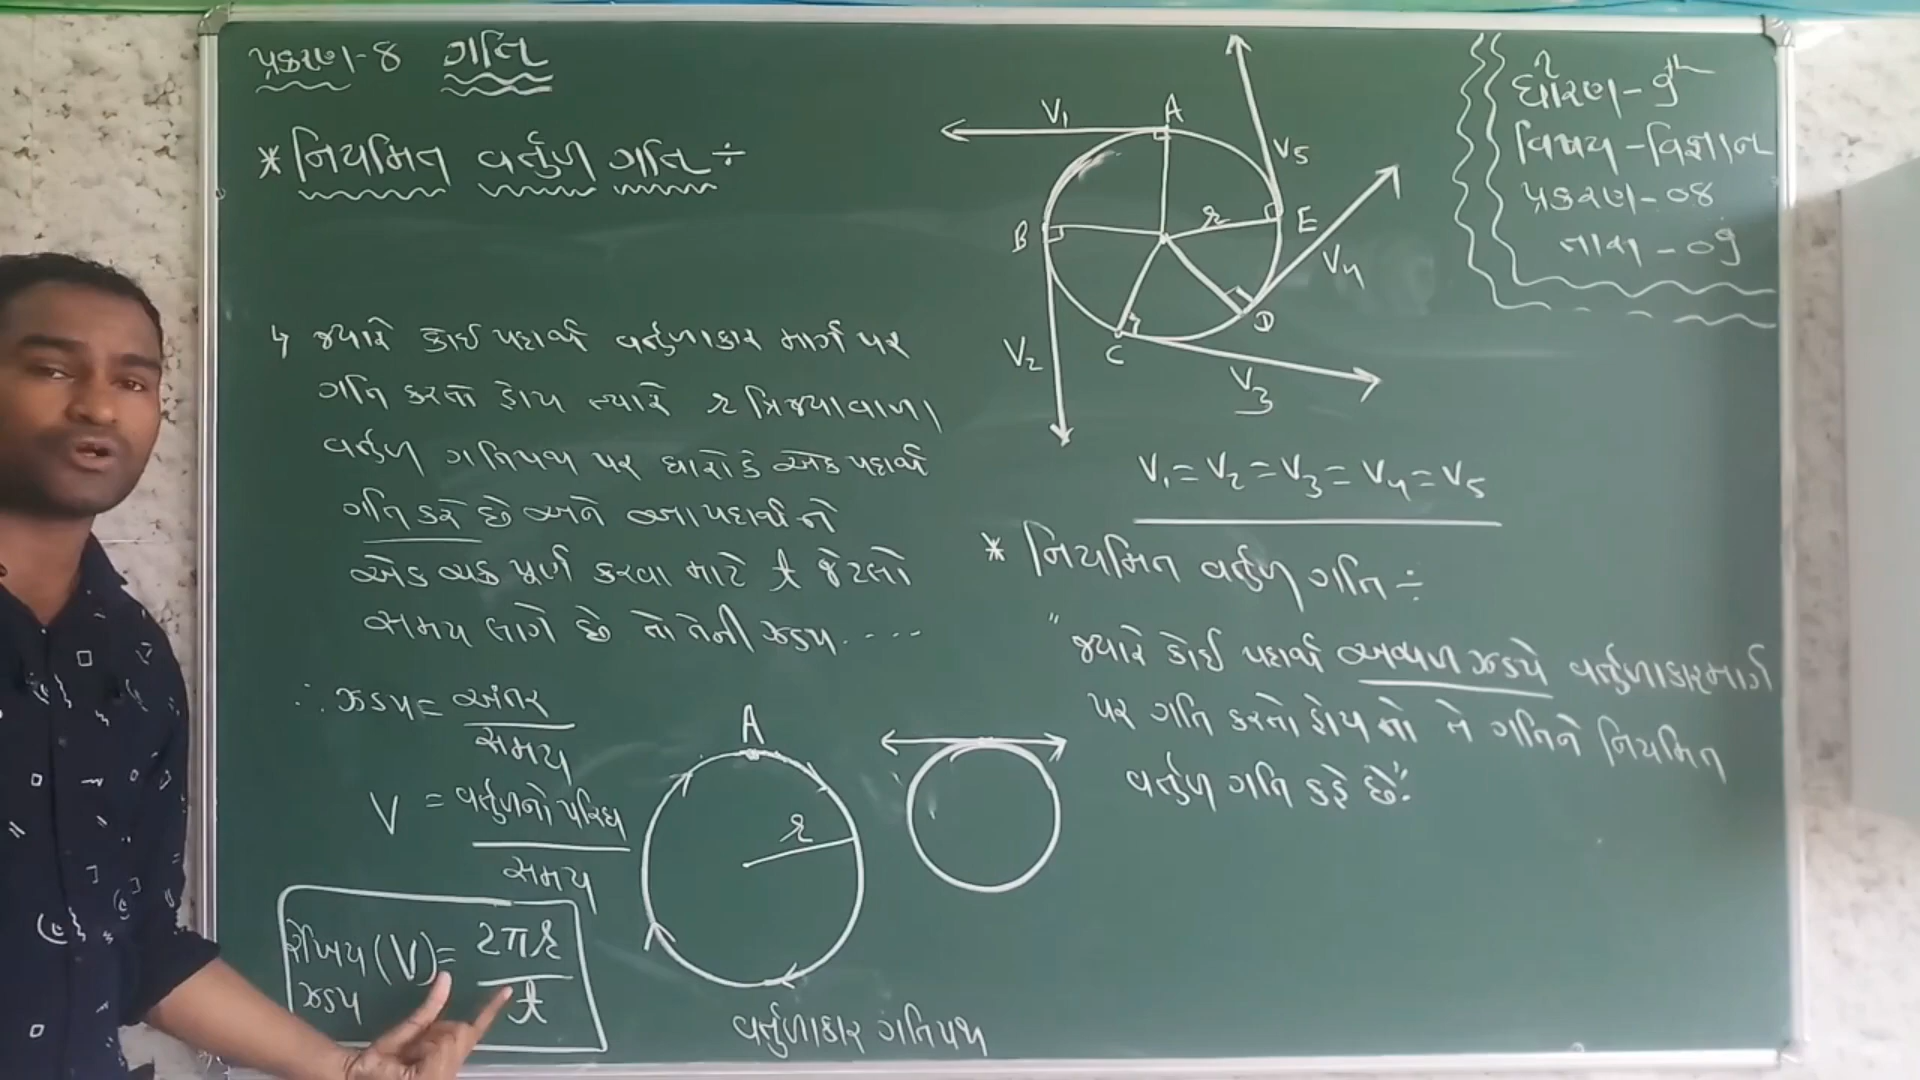 પ્રકરણ-8 ગતિ
* નિયમિત વર્તુળ ગતિ ÷
↳ જ્યારે કોઈ પદાર્થ વર્તુળાકાર માર્ગ પર
ગતિ કરતો હોય ત્યારે r ત્રિજ્યાવાળા
વર્તુળ ગતિપથ પર ધારો કે એક પદાર્થ
ગતિ કરે છે અને આ પદાર્થ ને
એક ચક્ર પૂર્ણ કરવા માટે t જેટલો
સમય લાગે છે તો તેની ઝડપ....
∴ ઝડપ = અંતર
સમય
V = વર્તુળનો પરિઘ
સમય
રેખિય (V) = 2πr
ઝડપ t
A
r
વર્તુળાકાર ગતિપથ
V₁ A
V₅
B r E
V₄
V₂ C D
V₃
V₁ = V₂ = V₃ = V₄ = V₅
* નિયમિત વર્તુળ ગતિ ÷
"જ્યારે કોઈ પદાર્થ અચળ ઝડપે વર્તુળાકારમાર્ગ
પર ગતિ કરતો હોય તો તે ગતિને નિયમિત
વર્તુળ ગતિ કહે છે."
ધોરણ-9
વિષય-વિજ્ઞાન
પ્રકરણ-08